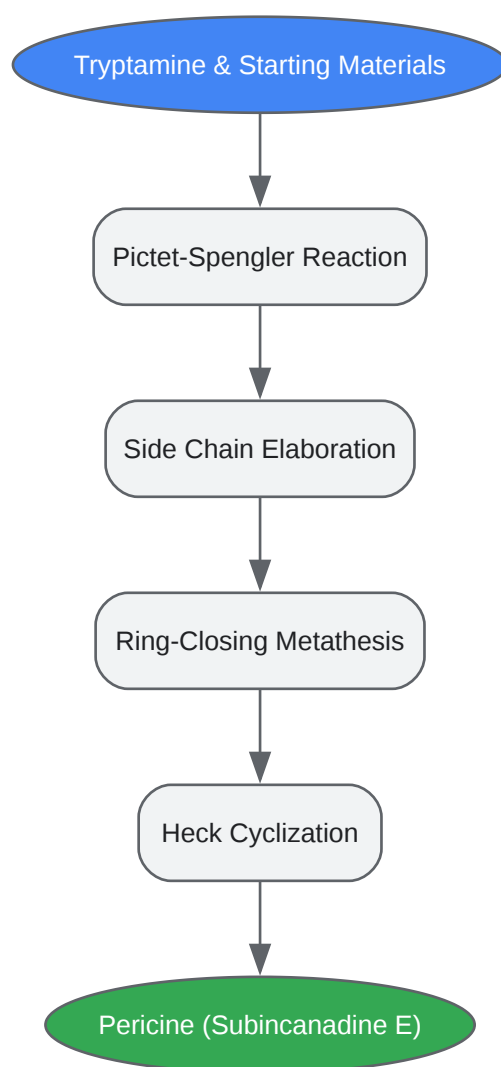 Tryptamine & Starting Materials
Pictet-Spengler Reaction
Side Chain Elaboration
Ring-Closing Metathesis
Heck Cyclization
Pericine (Subincanadine E)